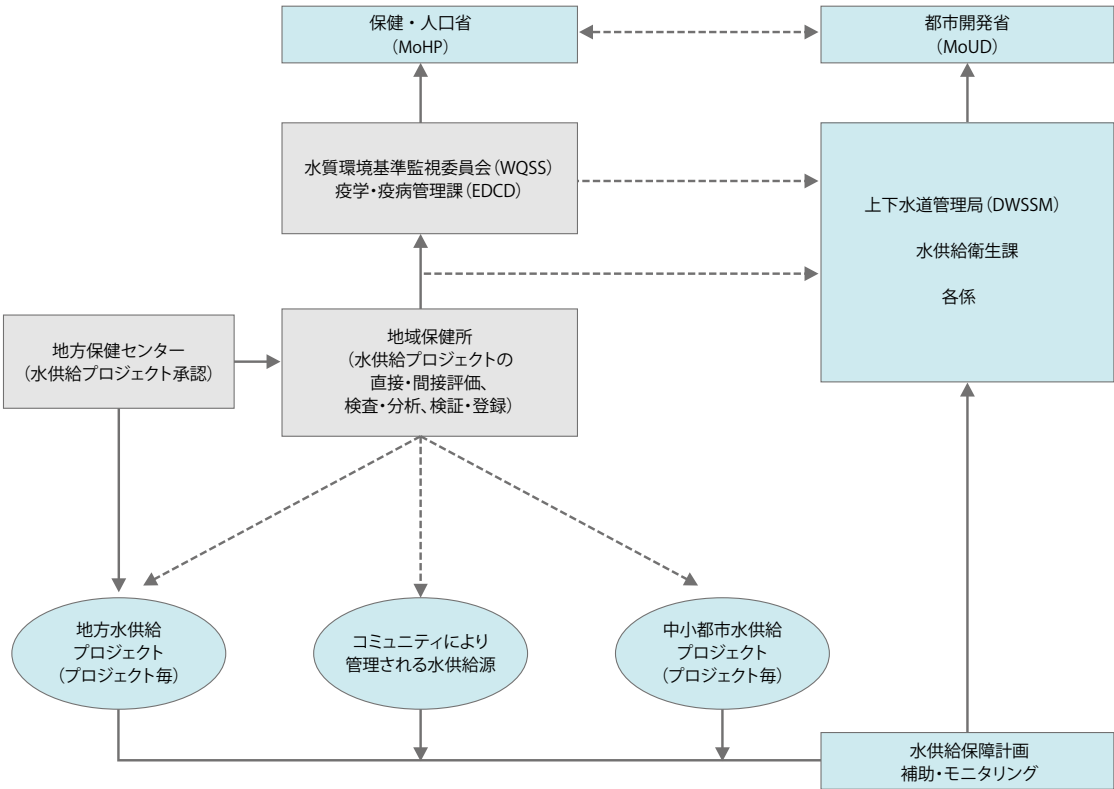 保健・人口省
(MoHP)
都市開発省
(MoUD)
水質環境基準監視委員会(WQSS)
疫学・疫病管理課(EDCD)
上下水道管理局(DWSSM)
水供給衛生課
各係
地方保健センター
(水供給プロジェクト承認)
地域保健所
(水供給プロジェクトの
直接・間接評価、
検査・分析、検証・登録)
地方水供給
プロジェクト
(プロジェクト毎)
コミュニティにより
管理される水供給源
中小都市水供給
プロジェクト
(プロジェクト毎)
水供給保障計画
補助・モニタリング